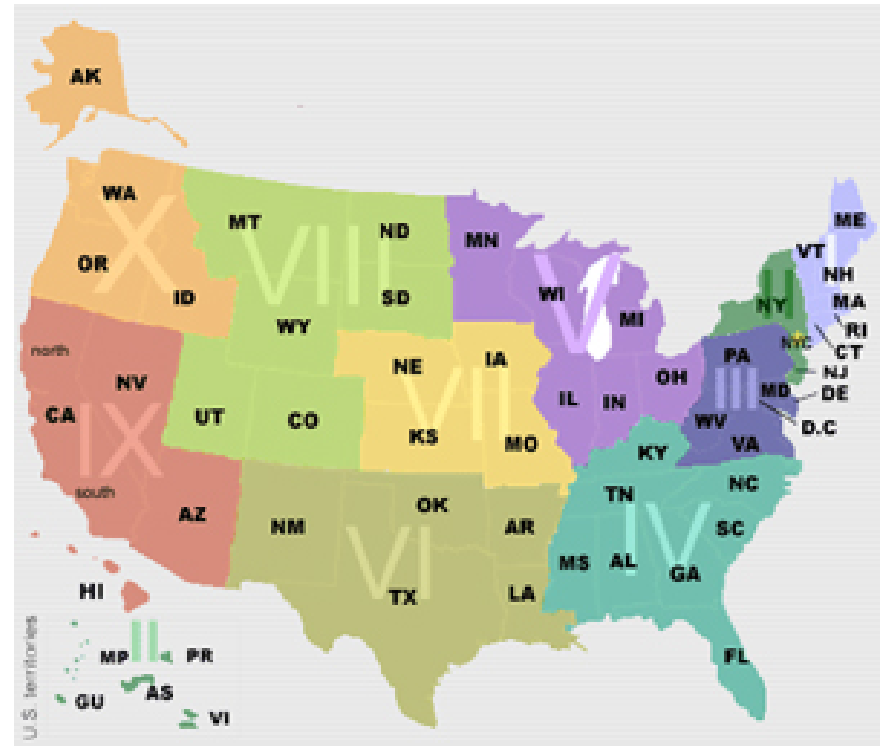 AK
WA
MT
ND
MN
ME
X
VIII
V
I
VT
OR
SD
WI
NH
ID
MI
II
NY
MA
WY
RI
north
NYC
CT
NE
IA
PA
NV
OH
NJ
VII
III
MD
DE
CA
IX
UT
CO
IL
IN
WV
D.C
KS
MO
VA
KY
south
TN
NC
OK
AZ
NM
AR
SC
VI
IV
MS
AL
GA
HI
TX
LA
II
MP
PR
FL
AS
GU
VI
U.S. territories